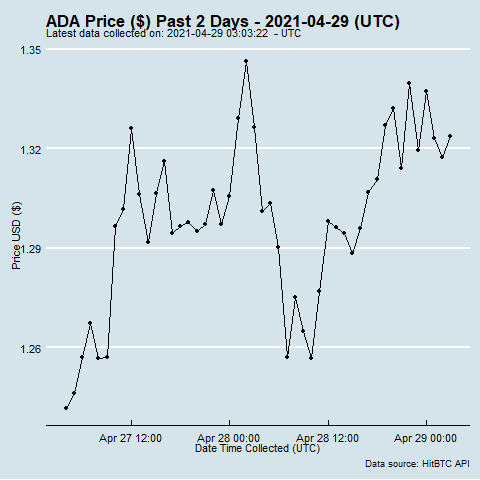 ADA Price ($) Past 2 Days - 2021-04-29 (UTC)
Latest data collected on: 2021-04-29 03:03:22 - UTC
1.35
1.32
1.29
1.26
Price USD ($)
Apr 27 12:00
Apr 28 00:00
Apr 28 12:00
Apr 29 00:00
Date Time Collected (UTC)
Data source: HitBTC API